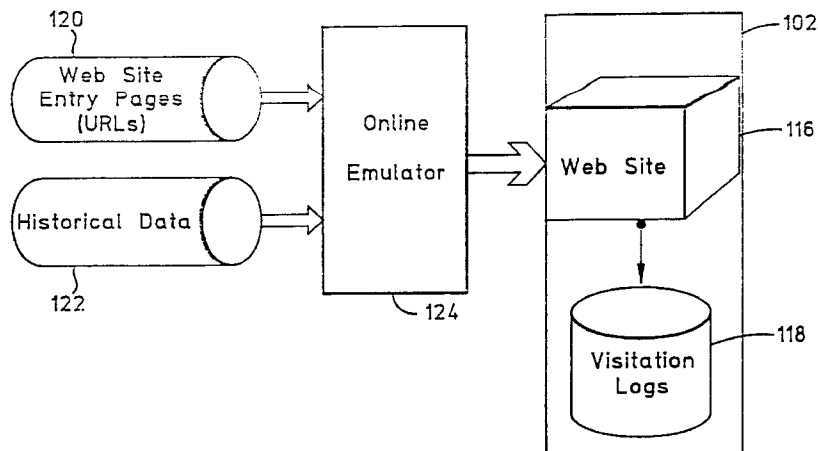 120
Web Site
Entry Pages
(URLs)
Historical Data
122
Online
Emulator
124
102
Web Site
116
Visitation
Logs
118